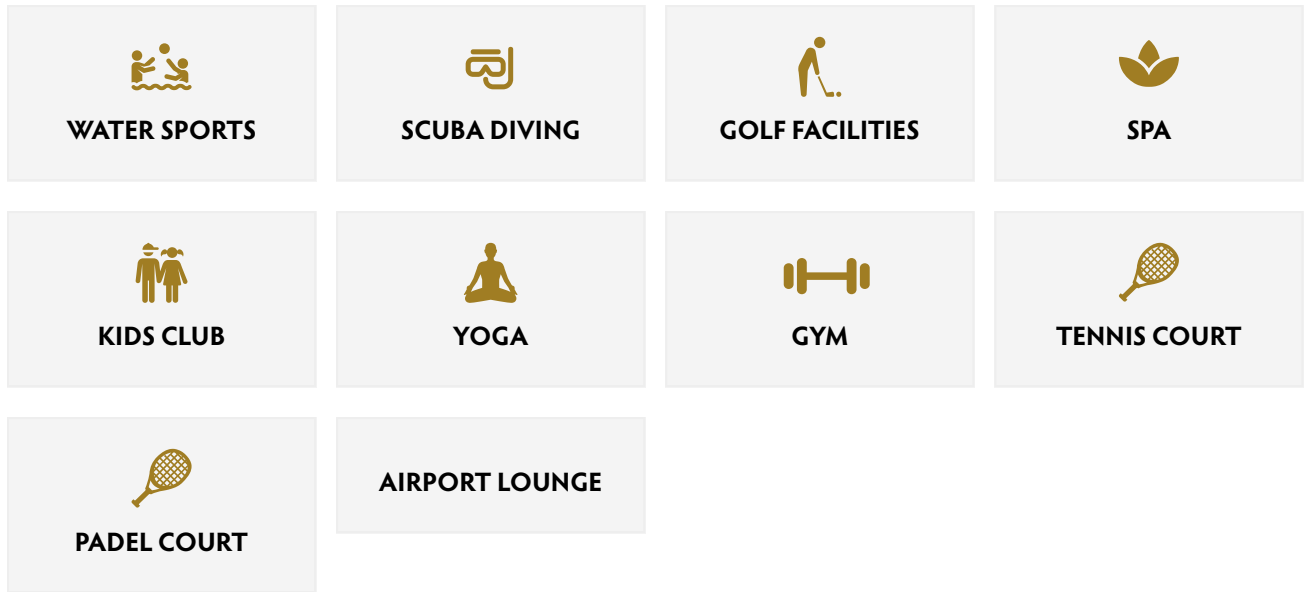 WATER SPORTS
SCUBA DIVING
GOLF FACILITIES
SPA
KIDS CLUB
YOGA
GYM
TENNIS COURT
PADEL COURT
AIRPORT LOUNGE